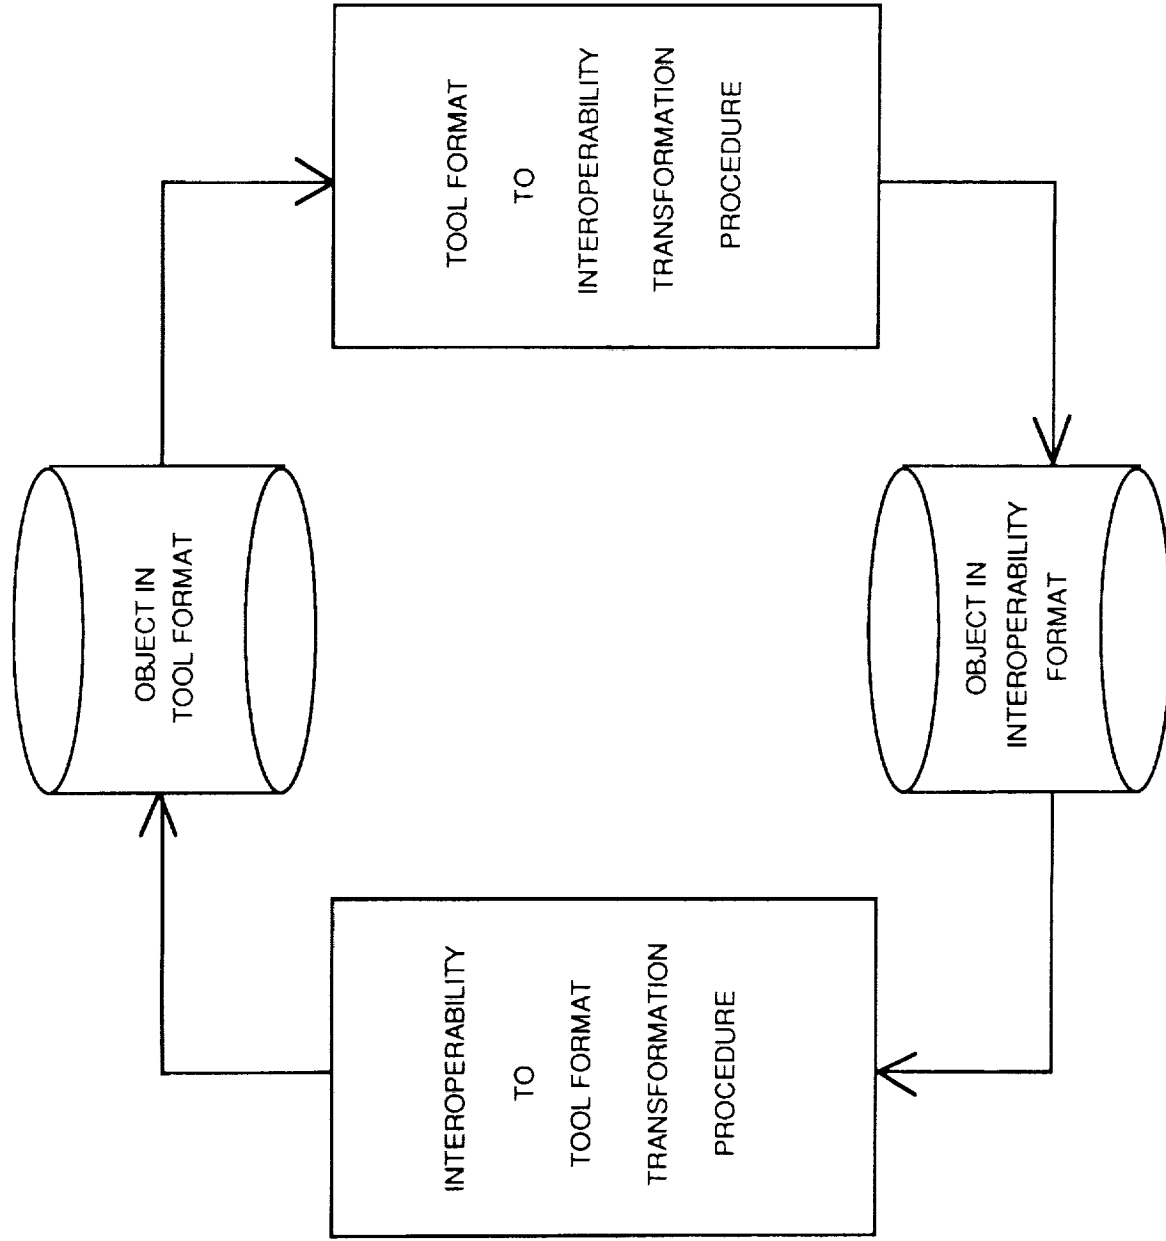 OBJECT IN
TOOL FORMAT
INTEROPERABILITY
TO
TOOL FORMAT
TRANSFORMATION
PROCEDURE
TOOL FORMAT
TO
INTEROPERABILITY
TRANSFORMATION
PROCEDURE
OBJECT IN
INTEROPERABILITY
FORMAT